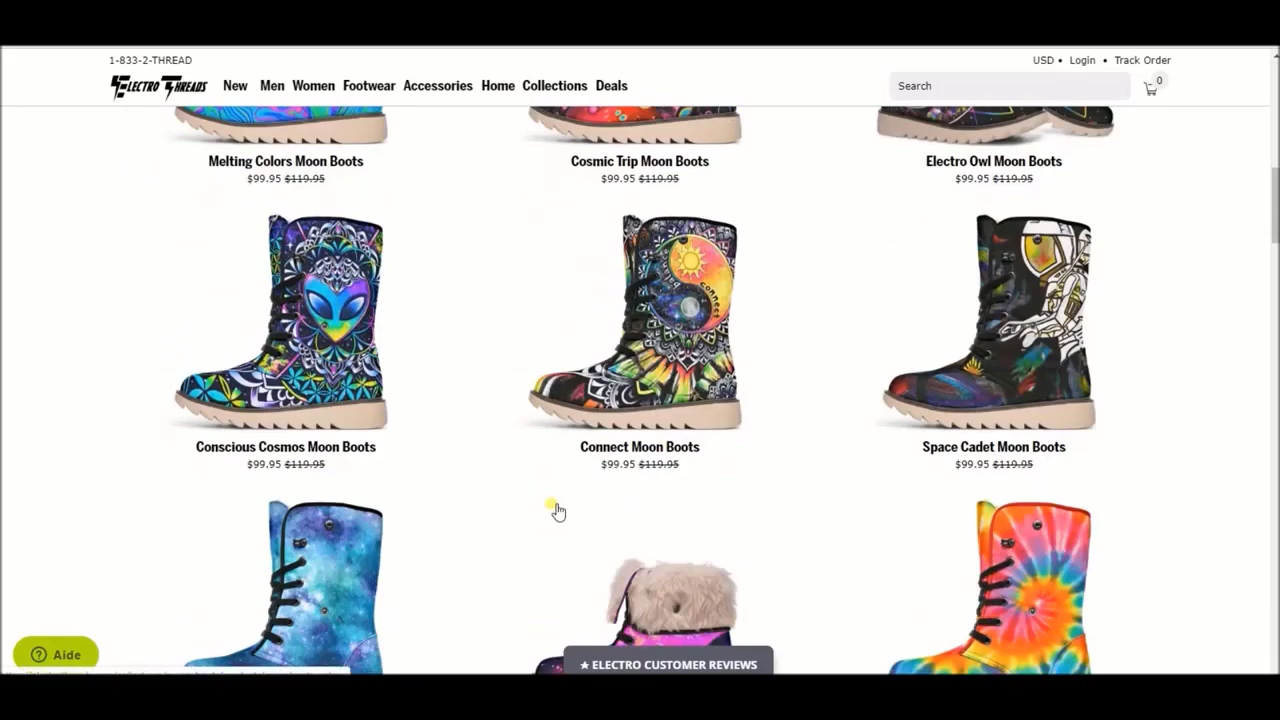 1-833-2-THREAD
USD • Login • Track Order
ELECTRO THREADS
New Men Women Footwear Accessories Home Collections Deals
Search
0
Melting Colors Moon Boots
$99.95 $119.95
Cosmic Trip Moon Boots
$99.95 $119.95
Electro Owl Moon Boots
$99.95 $119.95
connect
Conscious Cosmos Moon Boots
$99.95 $119.95
Connect Moon Boots
$99.95 $119.95
Space Cadet Moon Boots
$99.95 $119.95
? Aide
★ ELECTRO CUSTOMER REVIEWS